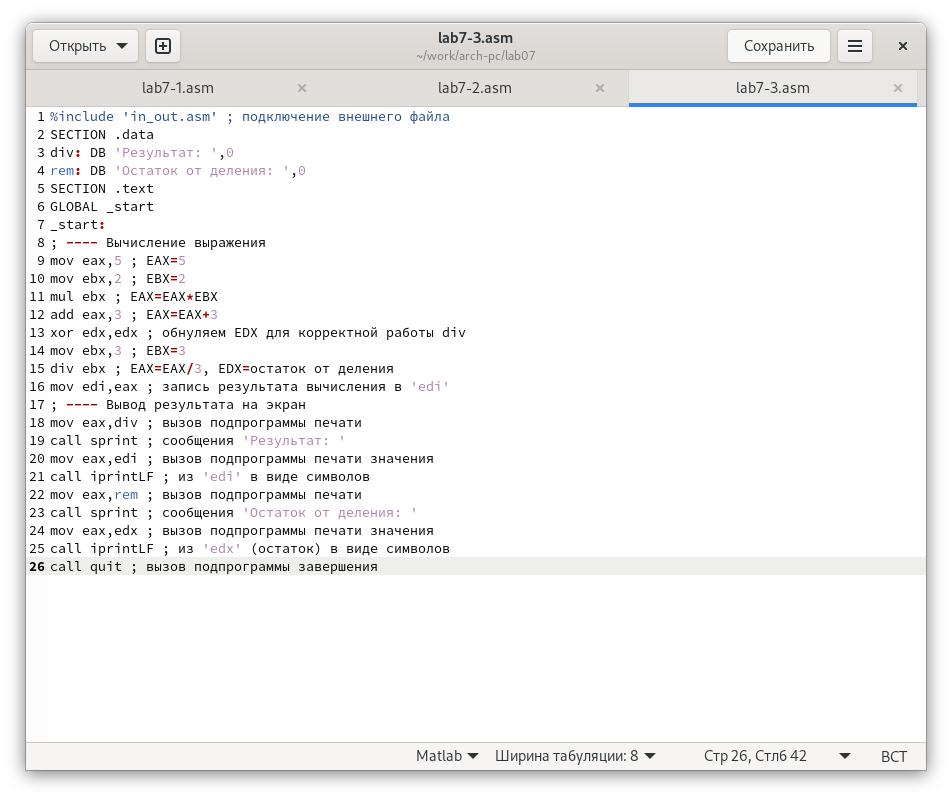 Открыть
lab7-3.asm
~/work/arch-pc/lab07
Сохранить
lab7-1.asm
lab7-2.asm
lab7-3.asm
1 %include 'in_out.asm' ; подключение внешнего файла
2 SECTION .data
3 div: DB 'Результат: ',0
4 rem: DB 'Остаток от деления: ',0
5 SECTION .text
6 GLOBAL _start
7 _start:
8 ; ---- Вычисление выражения
9 mov eax,5 ; EAX=5
10 mov ebx,2 ; EBX=2
11 mul ebx ; EAX=EAX*EBX
12 add eax,3 ; EAX=EAX+3
13 xor edx,edx ; обнуляем EDX для корректной работы div
14 mov ebx,3 ; EBX=3
15 div ebx ; EAX=EAX/3, EDX=остаток от деления
16 mov edi,eax ; запись результата вычисления в 'edi'
17 ; ---- Вывод результата на экран
18 mov eax,div ; вызов подпрограммы печати
19 call sprint ; сообщения 'Результат: '
20 mov eax,edi ; вызов подпрограммы печати значения
21 call iprintLF ; из 'edi' в виде символов
22 mov eax,rem ; вызов подпрограммы печати
23 call sprint ; сообщения 'Остаток от деления: '
24 mov eax,edx ; вызов подпрограммы печати значения
25 call iprintLF ; из 'edx' (остаток) в виде символов
26 call quit ; вызов подпрограммы завершения
Matlab
Ширина табуляции: 8
Стр 26, Стлб 42
ВСТ